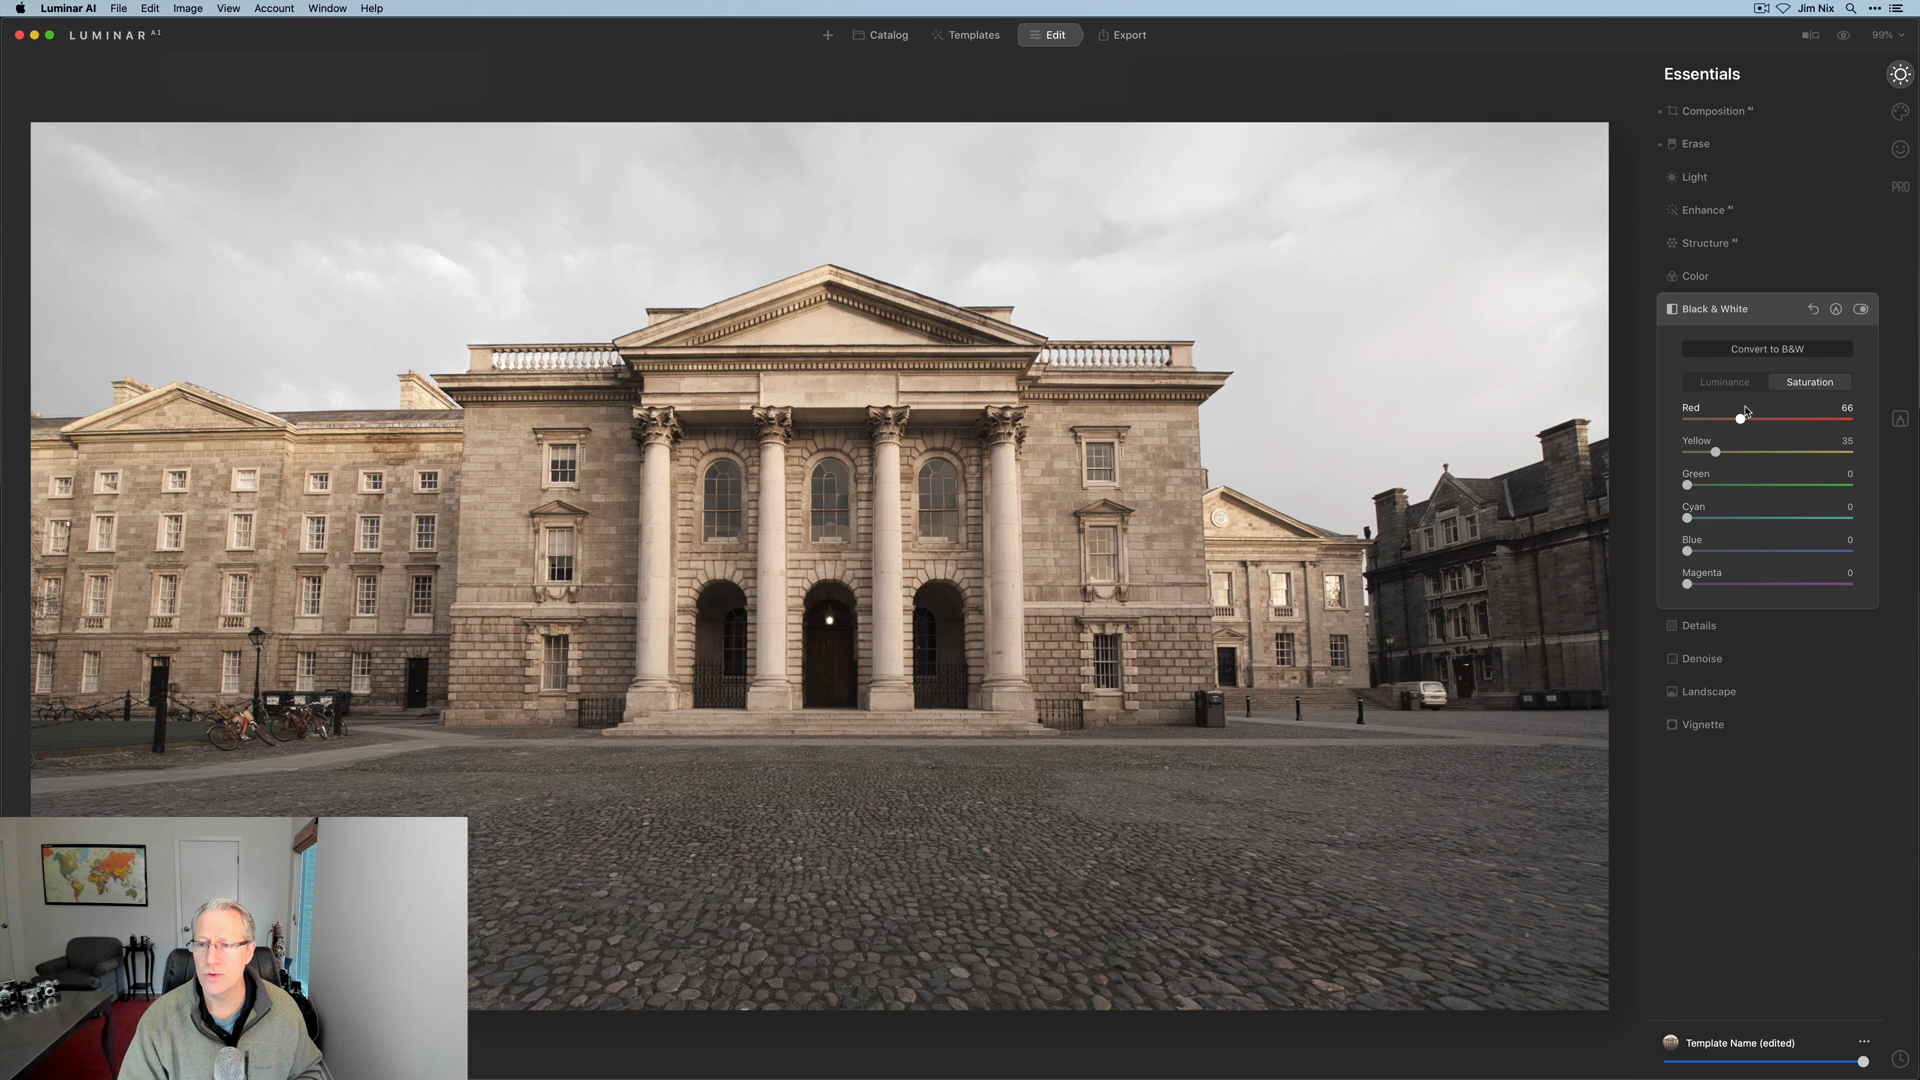 Luminar AI File Edit Image View Account Window Help Jim Nix
LUMINAR AI
Catalog Templates Edit Export 99%
Essentials
Composition AI
Erase
PRO
Light
Enhance AI
Structure AI
Color
Black & White
Convert to B&W
Luminance Saturation
Red 66
Yellow 35
Green 0
Cyan 0
Blue 0
Magenta 0
Details
Denoise
Landscape
Vignette
Template Name (edited)